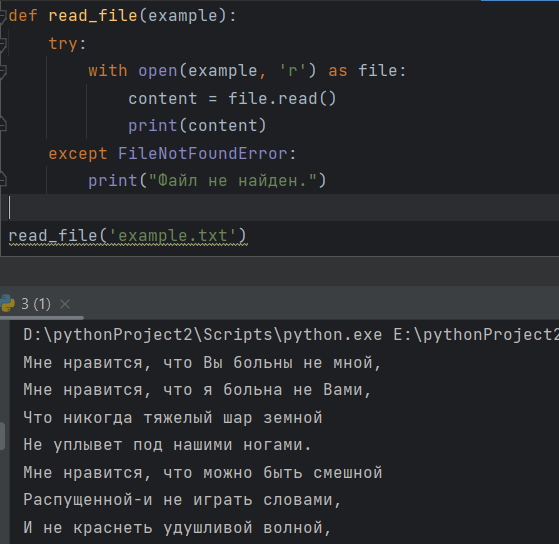 def read_file(example):
    try:
        with open(example, 'r') as file:
            content = file.read()
            print(content)
    except FileNotFoundError:
        print("Файл не найден.")
read_file('example.txt')
3 (1)
D:\pythonProject2\Scripts\python.exe E:\pythonProject2
Мне нравится, что Вы больны не мной,
Мне нравится, что я больна не Вами,
Что никогда тяжелый шар земной
Не уплывет под нашими ногами.
Мне нравится, что можно быть смешной
Распущенной-и не играть словами,
И не краснеть удушливой волной,